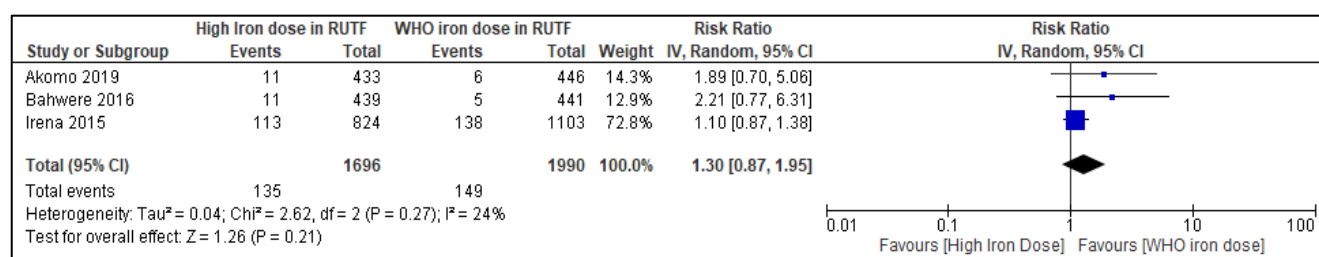 High Iron dose in RUTF WHO iron dose in RUTF Risk Ratio Risk Ratio
Study or Subgroup Events Total Events Total Weight IV, Random, 95% CI IV, Random, 95% CI
Akomo 2019 11 433 6 446 14.3% 1.89 [0.70, 5.06]
Bahwere 2016 11 439 5 441 12.9% 2.21 [0.77, 6.31]
Irena 2015 113 824 138 1103 72.8% 1.10 [0.87, 1.38]
Total (95% CI) 1696 1990 100.0% 1.30 [0.87, 1.95]
Total events 135 149
Heterogeneity: Tau² = 0.04; Chi² = 2.62, df = 2 (P = 0.27); I² = 24%
Test for overall effect: Z = 1.26 (P = 0.21)
0.01 0.1 1 10 100
Favours [High Iron Dose] Favours [WHO iron dose]